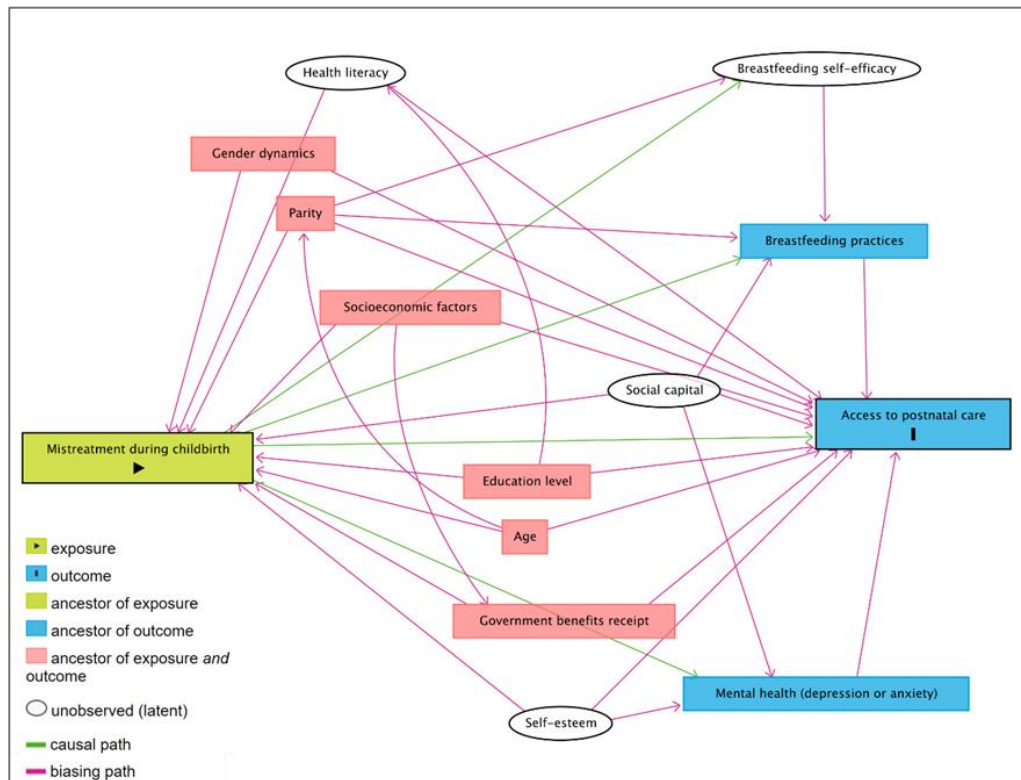 Health literacy
Breastfeeding self-efficacy
Gender dynamics
Parity
Breastfeeding practices
Socioeconomic factors
Social capital
Access to postnatal care
Mistreatment during childbirth
Education level
Age
Government benefits receipt
Mental health (depression or anxiety)
Self-esteem
exposure
outcome
ancestor of exposure
ancestor of outcome
ancestor of exposure and
outcome
unobserved (latent)
causal path
biasing path